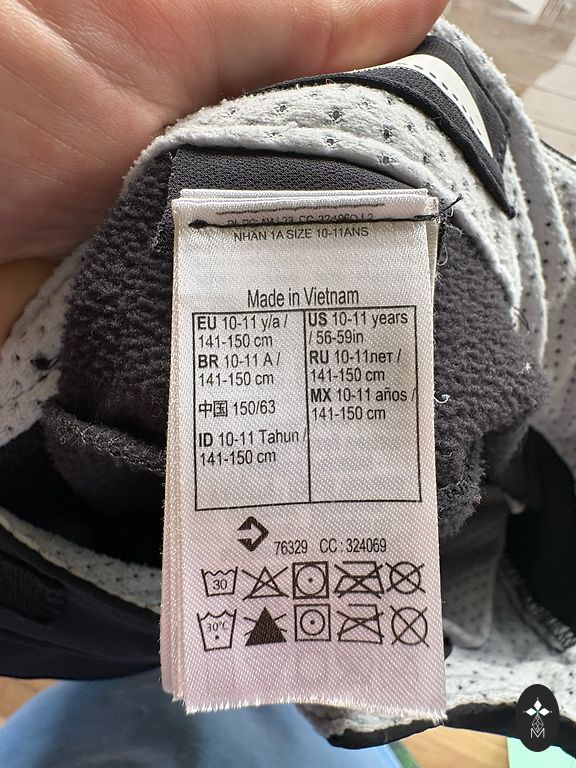 NHÃN 1A SIZE 10-11ANS
Made in Vietnam
EU 10-11 y/a /
141-150 cm
BR 10-11 A /
141-150 cm
中国 150/63
ID 10-11 Tahun /
141-150 cm
US 10-11 years
/ 56-59in
RU 10-11лет /
141-150 cm
MX 10-11 años /
141-150 cm
76329 CC : 324069
30
30°C
M